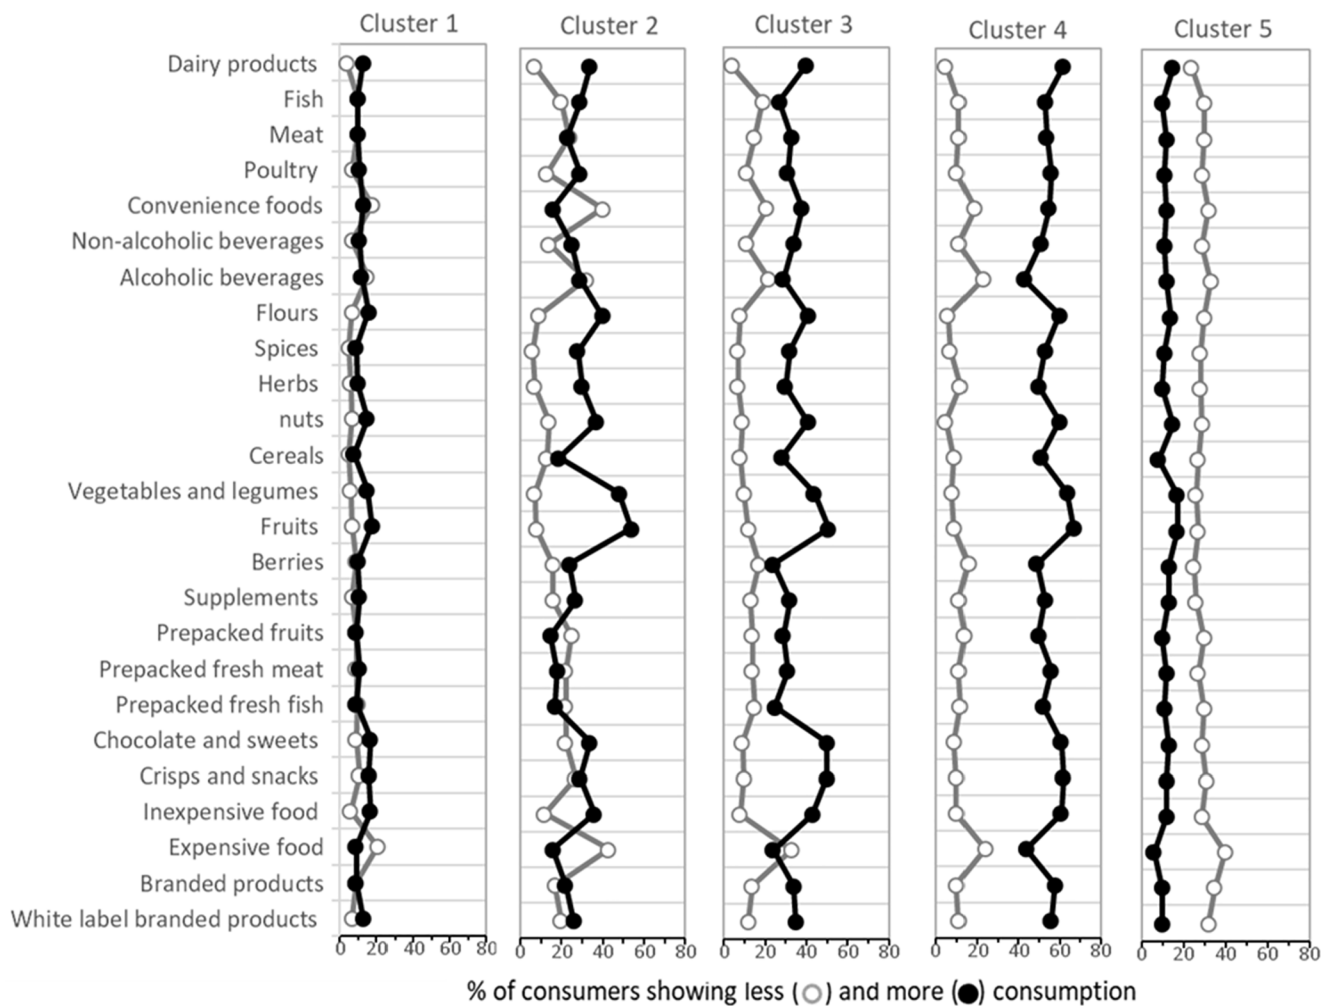 Cluster 1 Cluster 2 Cluster 3 Cluster 4 Cluster 5
Dairy products
Fish
Meat
Poultry
Convenience foods
Non-alcoholic beverages
Alcoholic beverages
Flours
Spices
Herbs
nuts
Cereals
Vegetables and legumes
Fruits
Berries
Supplements
Prepacked fruits
Prepacked fresh meat
Prepacked fresh fish
Chocolate and sweets
Crisps and snacks
Inexpensive food
Expensive food
Branded products
White label branded products
0 20 40 60 80 0 20 40 60 80 0 20 40 60 80 0 20 40 60 80 0 20 40 60 80
% of consumers showing less ( ) and more ( ) consumption